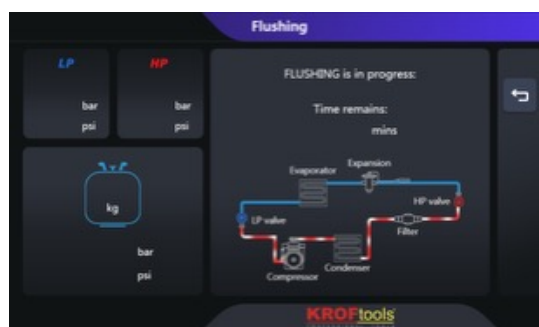 Flushing
LP
HP
bar
bar
psi
psi
kg
bar
psi
FLUSHING is in progress:
Time remains:
mins
Evaporator
Expansion
HP valve
LP valve
Filter
Condenser
Compressor
KROFtools